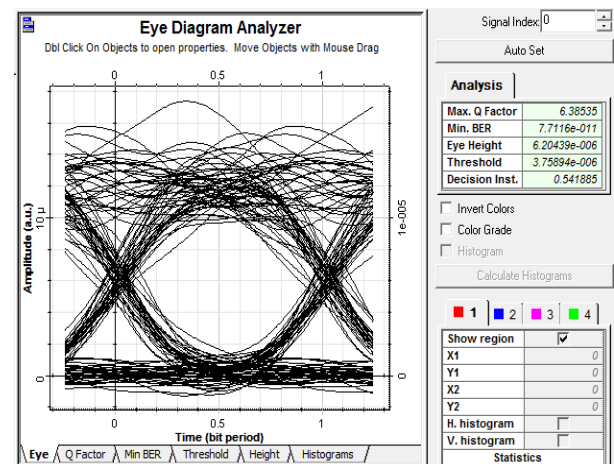 Eye Diagram Analyzer
Dbl Click On Objects to open properties. Move Objects with Mouse Drag
0 0.5 1
Amplitude (a.u.)
10 µ
0
1e-005
0
0 0.5 1
Time (bit period)
Eye Q Factor Min BER Threshold Height Histograms
Signal Index: 0
Auto Set
Analysis
Max. Q Factor 6.38535
Min. BER 7.7116e-011
Eye Height 6.20439e-006
Threshold 3.75894e-006
Decision Inst. 0.541885
Invert Colors
Color Grade
Histogram
Calculate Histograms
1 2 3 4
Show region
X1 0
Y1 0
X2 0
Y2 0
H. histogram
V. histogram
Statistics